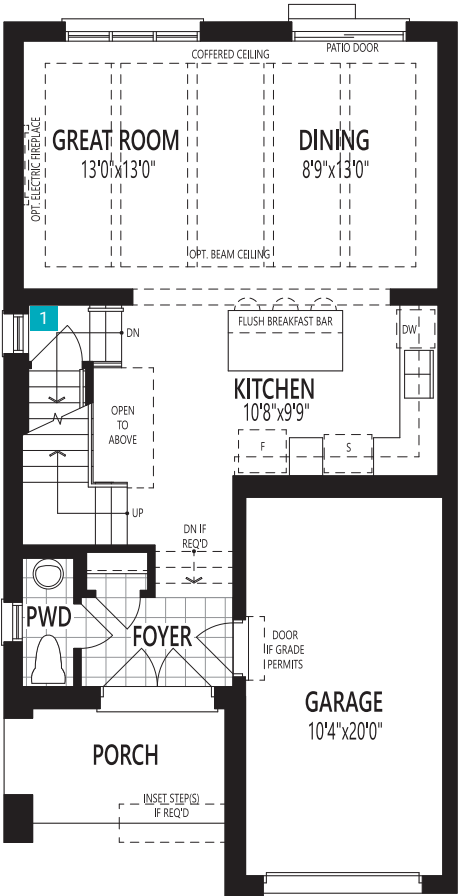 COFFERED CEILING
PATIO DOOR
GREAT ROOM
13'0"x13'0"
DINING
8'9"x13'0"
OPT. ELECTRIC FIREPLACE
OPT. BEAM CEILING
1
DN
FLUSH BREAKFAST BAR
DW
KITCHEN
10'8"x9'9"
OPEN
TO
ABOVE
F
S
UP
DN IF
REQ'D
PWD
FOYER
DOOR
IF GRADE
PERMITS
GARAGE
10'4"x20'0"
PORCH
INSET STEP(S)
IF REQ'D